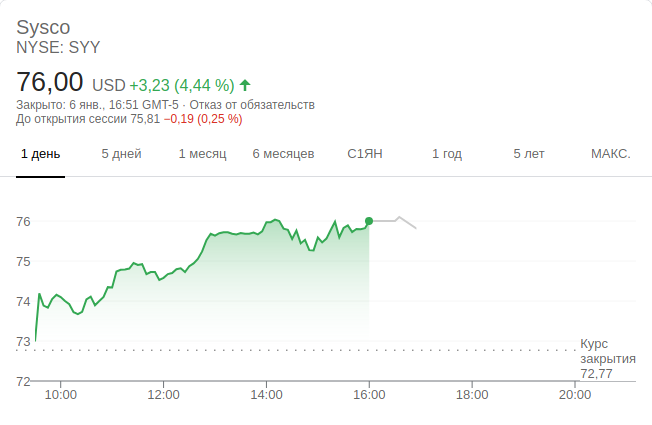 Sysco
NYSE: SYY
76,00 USD +3,23 (4,44 %)
Закрыто: 6 янв., 16:51 GMT-5 · Отказ от обязательств
До открытия сессии 75,81 −0,19 (0,25 %)
1 день 5 дней 1 месяц 6 месяцев С1ЯН 1 год 5 лет МАКС.
76
75
74
73
Курс
закрытия
72,77
72
10:00 12:00 14:00 16:00 18:00 20:00